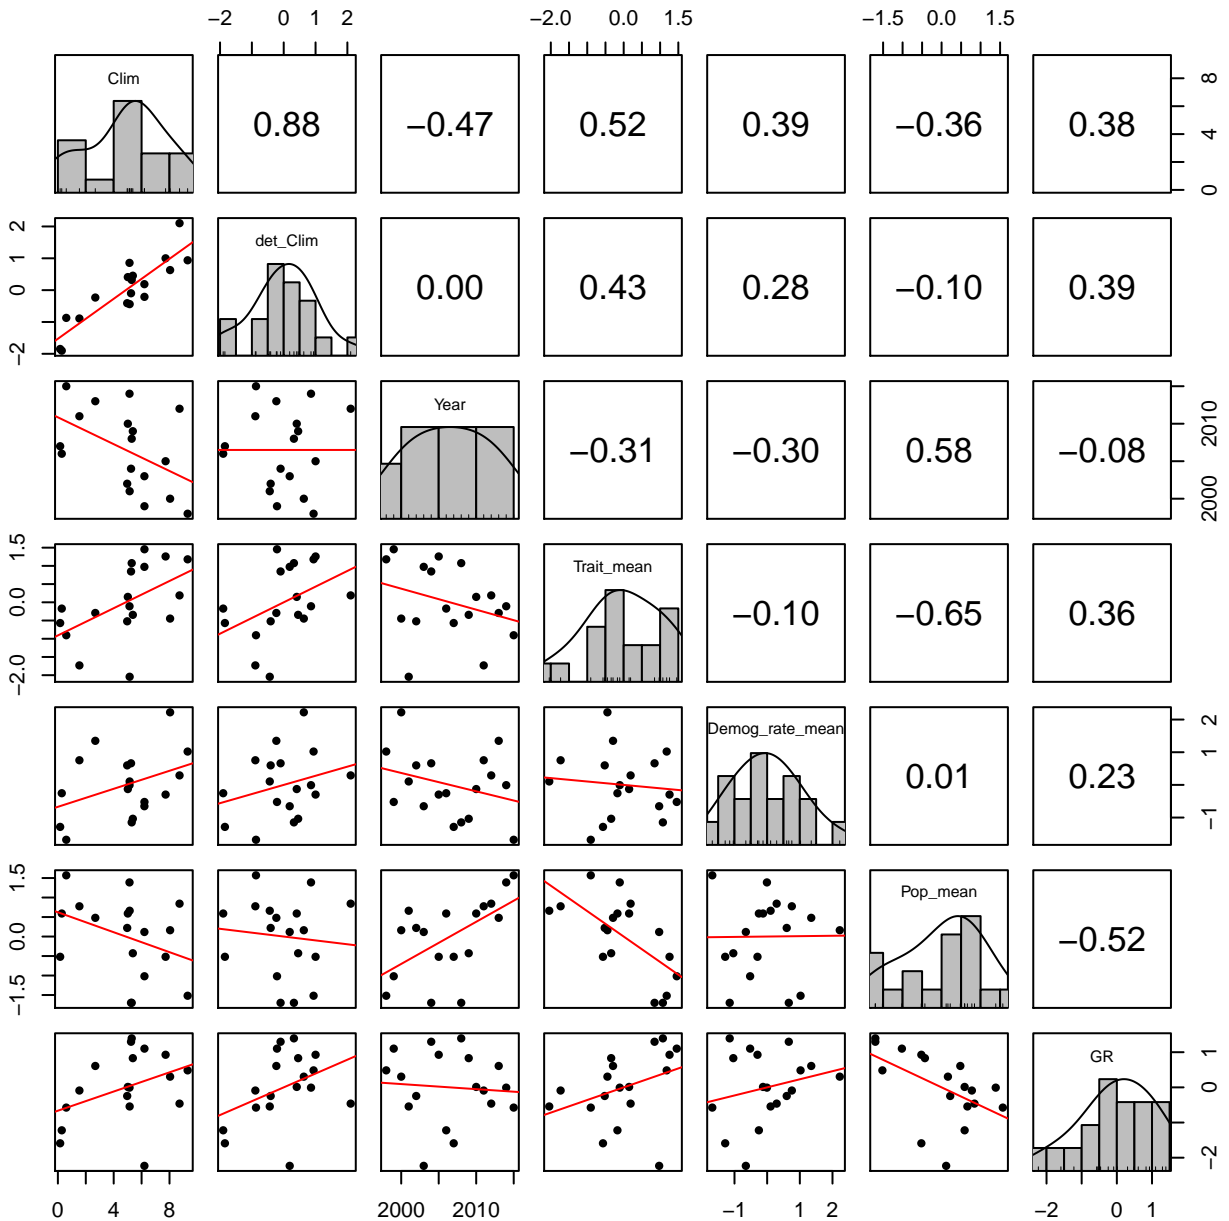 −2 0 1 2 −2.0 0.0 1.5 −1.5 0.0 1.5
Clim
0.88 −0.47 0.52 0.39 −0.36 0.38
0 4 8
−2 0 1 2
det_Clim
0.00 0.43 0.28 −0.10 0.39
Year
−0.31 −0.30 0.58 −0.08
2000 2010
−2.0 0.0 1.5
Trait_mean
−0.10 −0.65 0.36
Demog_rate_mean
0.01 0.23
−1 1 2
−1.5 0.0 1.5
Pop_mean
−0.52
GR
−2 0 1
0 4 8 2000 2010 −1 1 2 −2 0 1